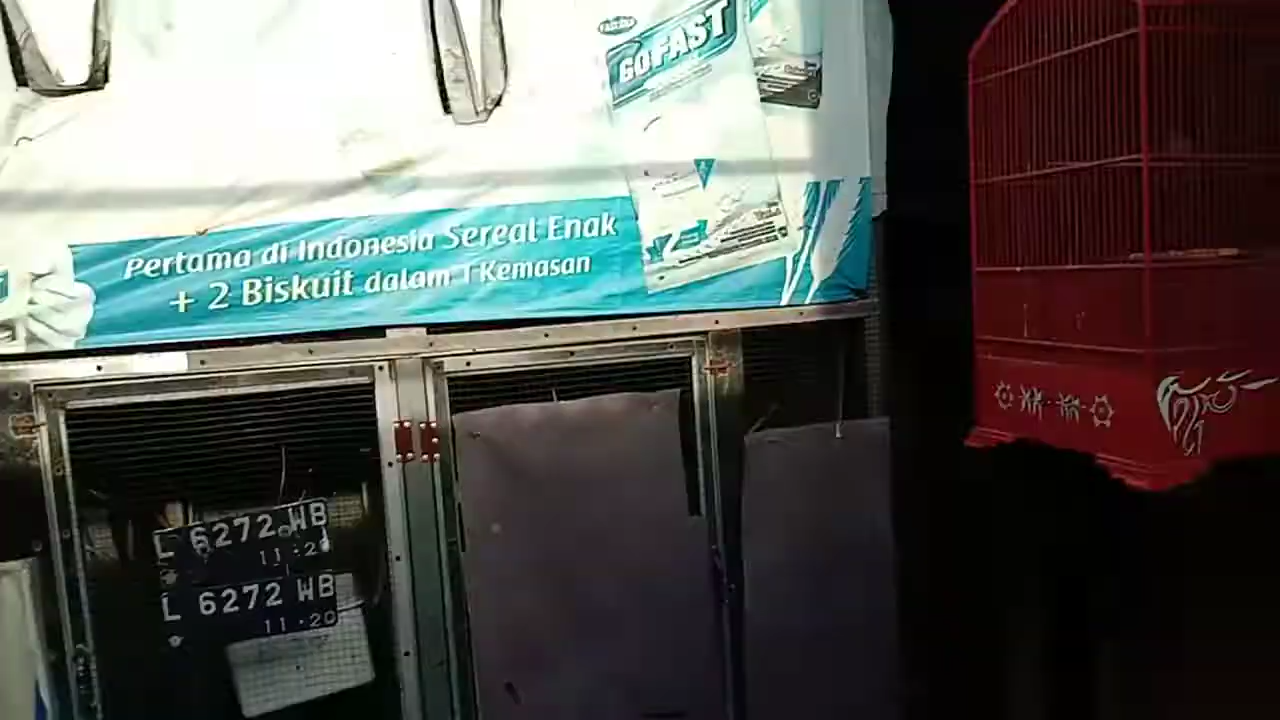 GOFAST
Pertama di Indonesia Sereal Enak
+ 2 Biskuit dalam 1 Kemasan
L 6272 WB
11·20
L 6272 WB
11·20